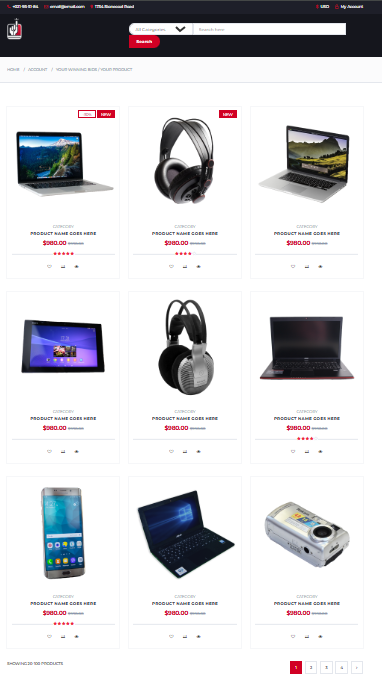 +021-95-51-84 email@email.com 1734 Stonecoal Road USD My Account
All Categories Search here
Search
HOME / ACCOUNT / YOUR WINNING BIDS / YOUR PRODUCT
-30% NEW
NEW
CATEGORY
PRODUCT NAME GOES HERE
$980.00 $990.00
CATEGORY
PRODUCT NAME GOES HERE
$980.00 $990.00
CATEGORY
PRODUCT NAME GOES HERE
$980.00 $990.00
CATEGORY
PRODUCT NAME GOES HERE
$980.00 $990.00
CATEGORY
PRODUCT NAME GOES HERE
$980.00 $990.00
CATEGORY
PRODUCT NAME GOES HERE
$980.00 $990.00
CATEGORY
PRODUCT NAME GOES HERE
$980.00 $990.00
CATEGORY
PRODUCT NAME GOES HERE
$980.00 $990.00
CATEGORY
PRODUCT NAME GOES HERE
$980.00 $990.00
SHOWING 20-100 PRODUCTS
1 2 3 4